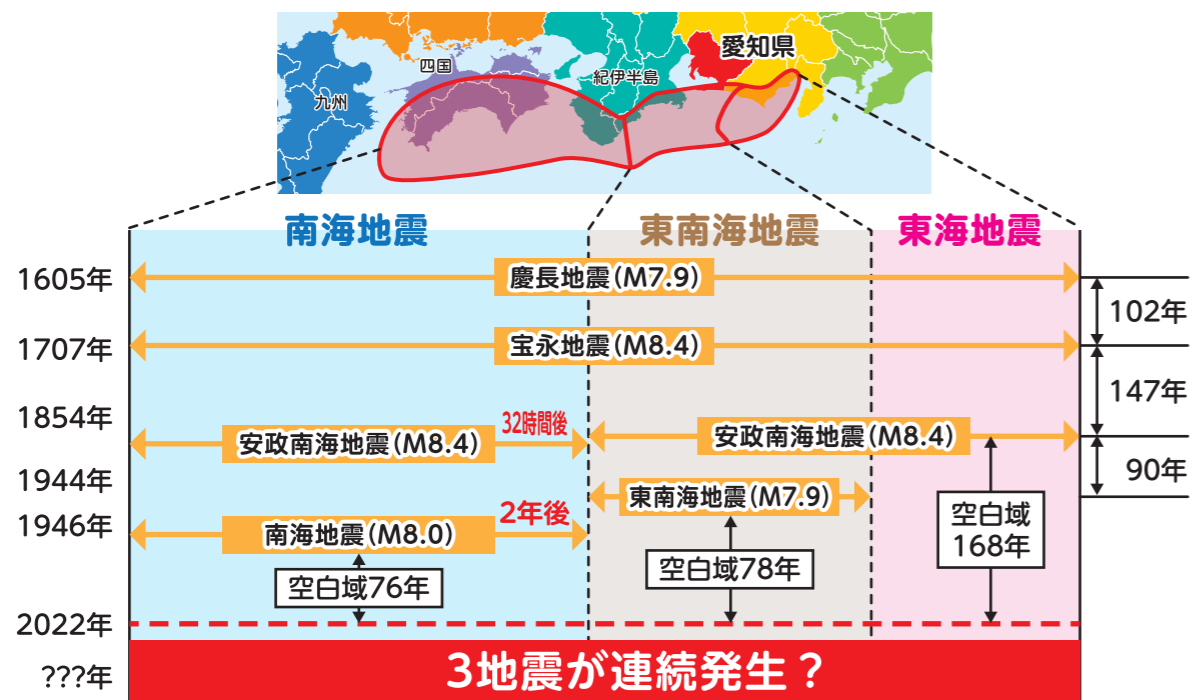 愛知県
四国
紀伊半島
九州
南海地震
東南海地震
東海地震
1605年
慶長地震(M7.9)
102年
1707年
宝永地震(M8.4)
147年
1854年
32時間後
安政南海地震(M8.4)
安政南海地震(M8.4)
90年
1944年
東南海地震(M7.9)
1946年
2年後
南海地震(M8.0)
空白域
168年
空白域78年
空白域76年
2022年
???年
3地震が連続発生？